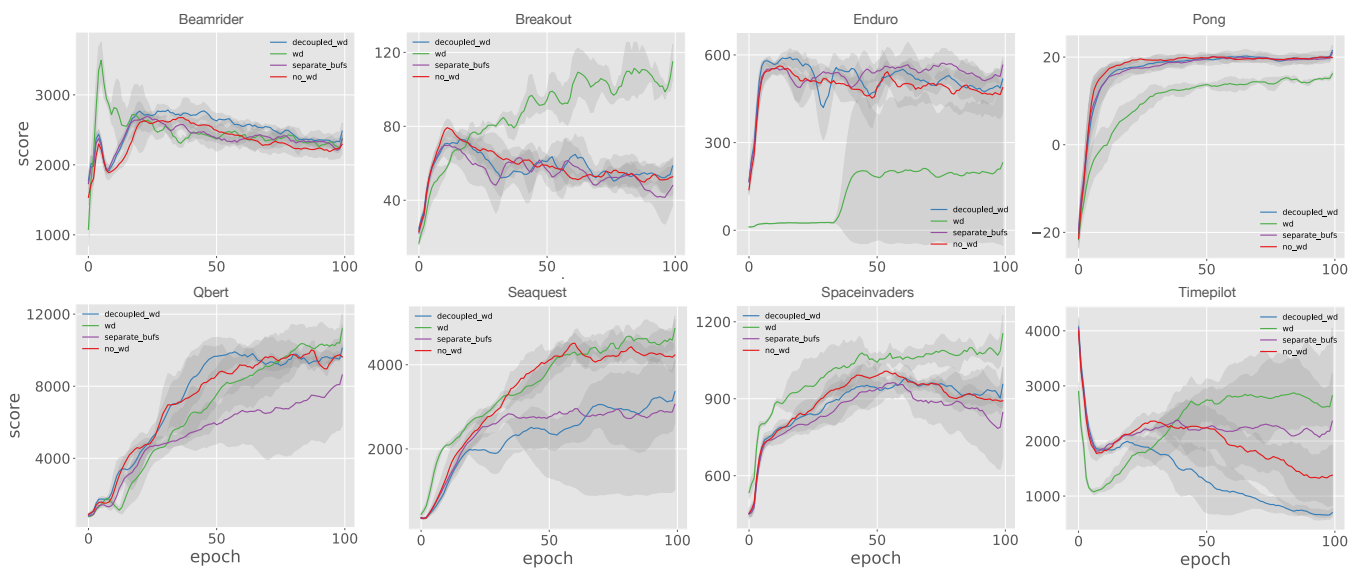 Beamrider
Breakout
Enduro
Pong
score
3000
2000
1000
0
50
100
decoupled_wd
wd
separate_bufs
no_wd
120
80
40
0
50
100
decoupled_wd
wd
separate_bufs
no_wd
600
300
0
0
50
100
decoupled_wd
wd
separate_bufs
no_wd
20
0
−20
0
50
100
decoupled_wd
wd
separate_bufs
no_wd
Qbert
Seaquest
Spaceinvaders
Timepilot
score
12000
8000
4000
0
50
100
epoch
decoupled_wd
wd
separate_bufs
no_wd
4000
2000
0
50
100
epoch
decoupled_wd
wd
separate_bufs
no_wd
1200
900
600
0
50
100
epoch
decoupled_wd
wd
separate_bufs
no_wd
4000
3000
2000
1000
0
50
100
epoch
decoupled_wd
wd
separate_bufs
no_wd